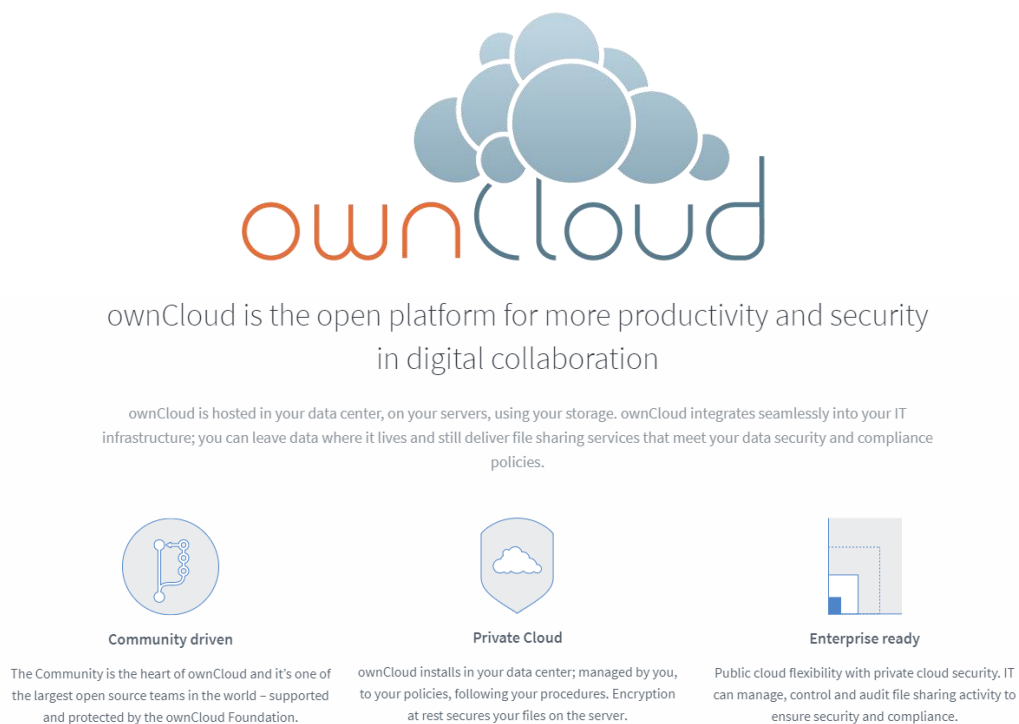 ownCloud
ownCloud is the open platform for more productivity and security
in digital collaboration
ownCloud is hosted in your data center, on your servers, using your storage. ownCloud integrates seamlessly into your IT
infrastructure; you can leave data where it lives and still deliver file sharing services that meet your data security and compliance
policies.
Community driven
The Community is the heart of ownCloud and it's one of
the largest open source teams in the world – supported
and protected by the ownCloud Foundation.
Private Cloud
ownCloud installs in your data center; managed by you,
to your policies, following your procedures. Encryption
at rest secures your files on the server.
Enterprise ready
Public cloud flexibility with private cloud security. IT
can manage, control and audit file sharing activity to
ensure security and compliance.